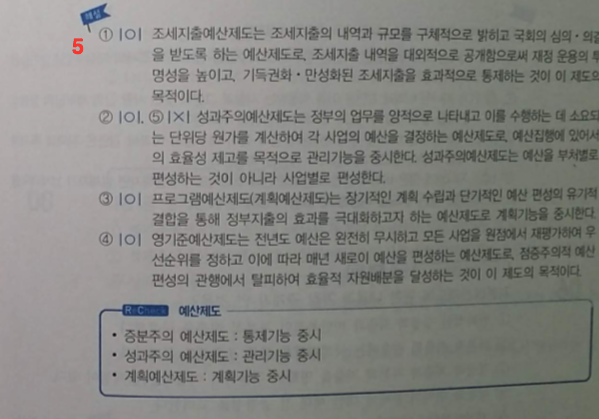 해설
5
① |O| 조세지출예산제도는 조세지출의 내역과 규모를 구체적으로 밝히고 국회의 심의·의결
을 받도록 하는 예산제도로, 조세지출 내역을 대외적으로 공개함으로써 재정 운용의 투
명성을 높이고, 기득권화·만성화된 조세지출을 효과적으로 통제하는 것이 이 제도의
목적이다.
② |O|, ⑤ |X| 성과주의예산제도는 정부의 업무를 양적으로 나타내고 이를 수행하는 데 소요되
는 단위당 원가를 계산하여 각 사업의 예산을 결정하는 예산제도로, 예산집행에 있어서
의 효율성 제고를 목적으로 관리기능을 중시한다. 성과주의예산제도는 예산을 부처별로
편성하는 것이 아니라 사업별로 편성한다.
③ |O| 프로그램예산제도(계획예산제도)는 장기적인 계획 수립과 단기적인 예산 편성의 유기적
결합을 통해 정부지출의 효과를 극대화하고자 하는 예산제도로 계획기능을 중시한다.
④ |O| 영기준예산제도는 전년도 예산은 완전히 무시하고 모든 사업을 원점에서 재평가하여 우
선순위를 정하고 이에 따라 매년 새로이 예산을 편성하는 예산제도로, 점증주의적 예산
편성의 관행에서 탈피하여 효율적 자원배분을 달성하는 것이 이 제도의 목적이다.
ReCheck 예산제도
• 증분주의 예산제도 : 통제기능 중시
• 성과주의 예산제도 : 관리기능 중시
• 계획예산제도 : 계획기능 중시